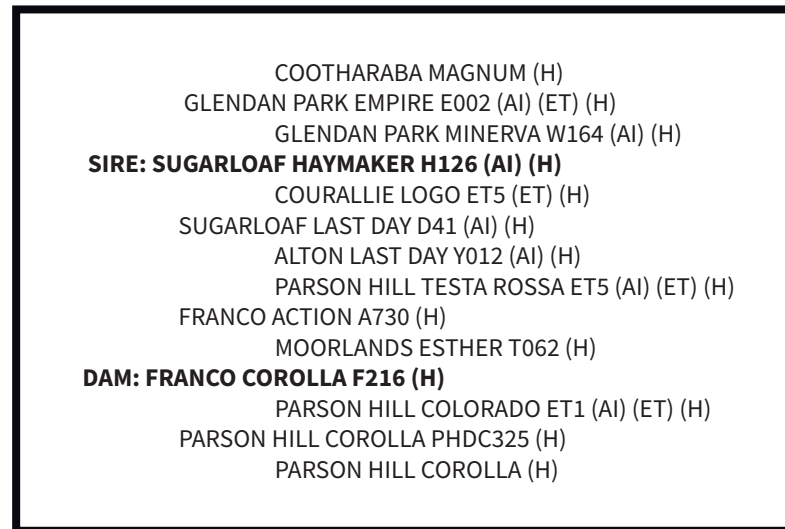 COOTHARABA MAGNUM (H)
GLENDAN PARK EMPIRE E002 (AI) (ET) (H)
GLENDAN PARK MINERVA W164 (AI) (H)
SIRE: SUGARLOAF HAYMAKER H126 (AI) (H)
COURALLIE LOGO ET5 (ET) (H)
SUGARLOAF LAST DAY D41 (AI) (H)
ALTON LAST DAY Y012 (AI) (H)
PARSON HILL TESTA ROSSA ET5 (AI) (ET) (H)
FRANCO ACTION A730 (H)
MOORLANDS ESTHER T062 (H)
DAM: FRANCO COROLLA F216 (H)
PARSON HILL COLORADO ET1 (AI) (ET) (H)
PARSON HILL COROLLA PHDC325 (H)
PARSON HILL COROLLA (H)